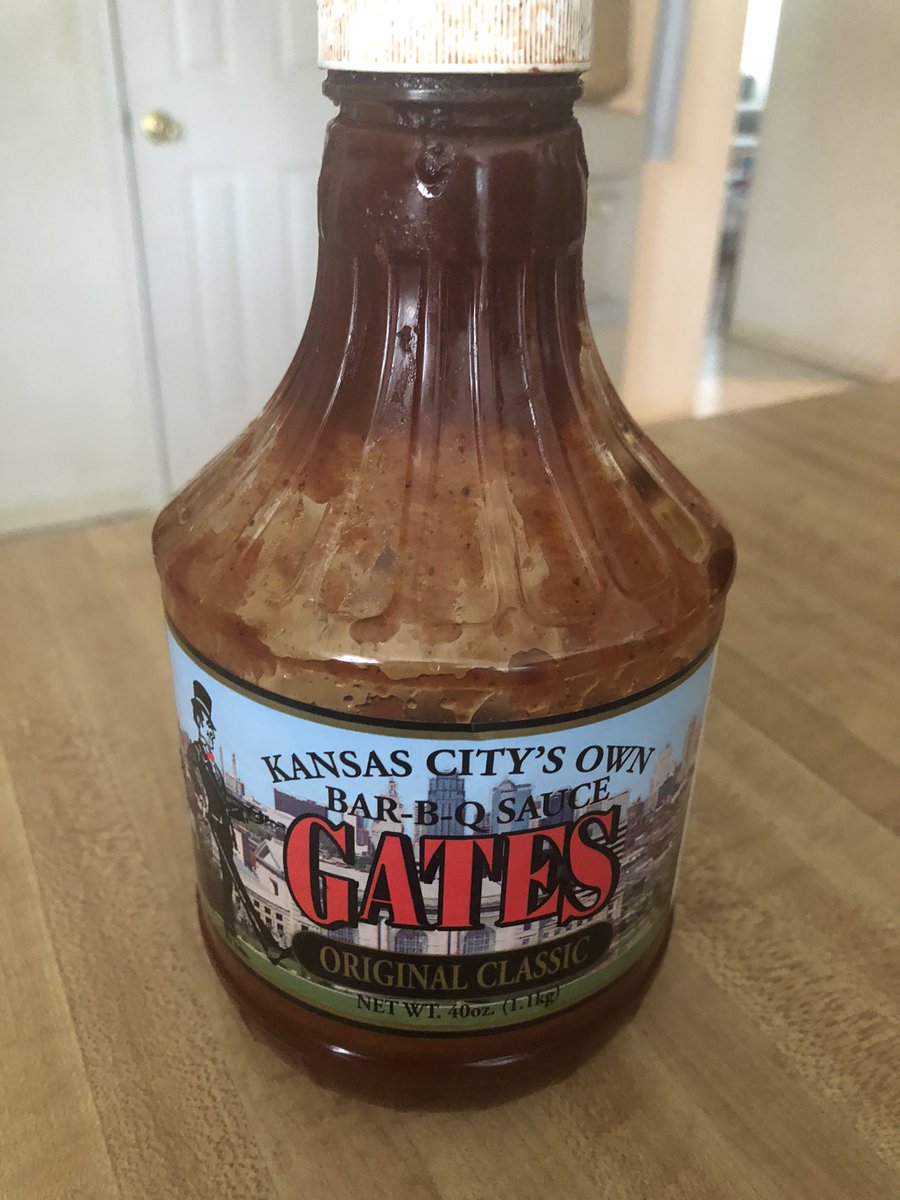 KANSAS CITY'S OWN
BAR-B-Q SAUCE
GATES
ORIGINAL CLASSIC
NET WT. 40oz. (1.1kg)